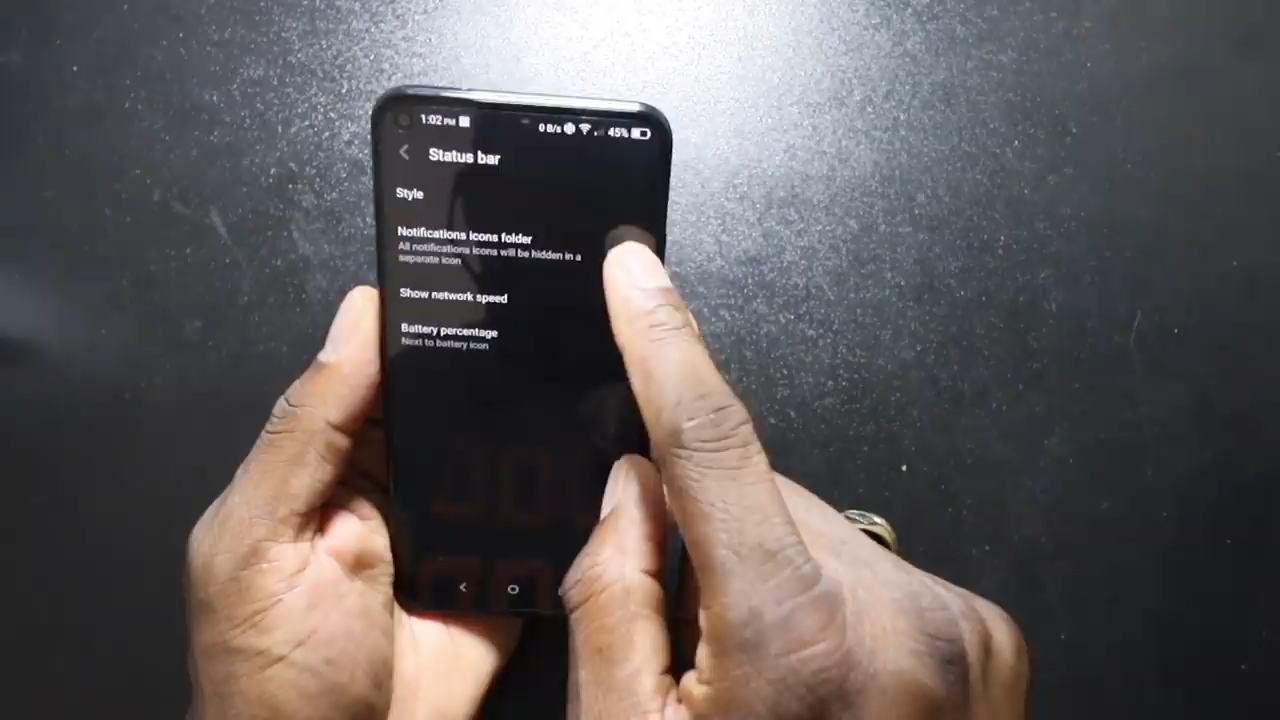 1:02 PM
0 B/s 45%
Status bar
Style
Notifications icons folder
All notifications icons will be hidden in a
separate icon
Show network speed
Battery percentage
Next to battery icon